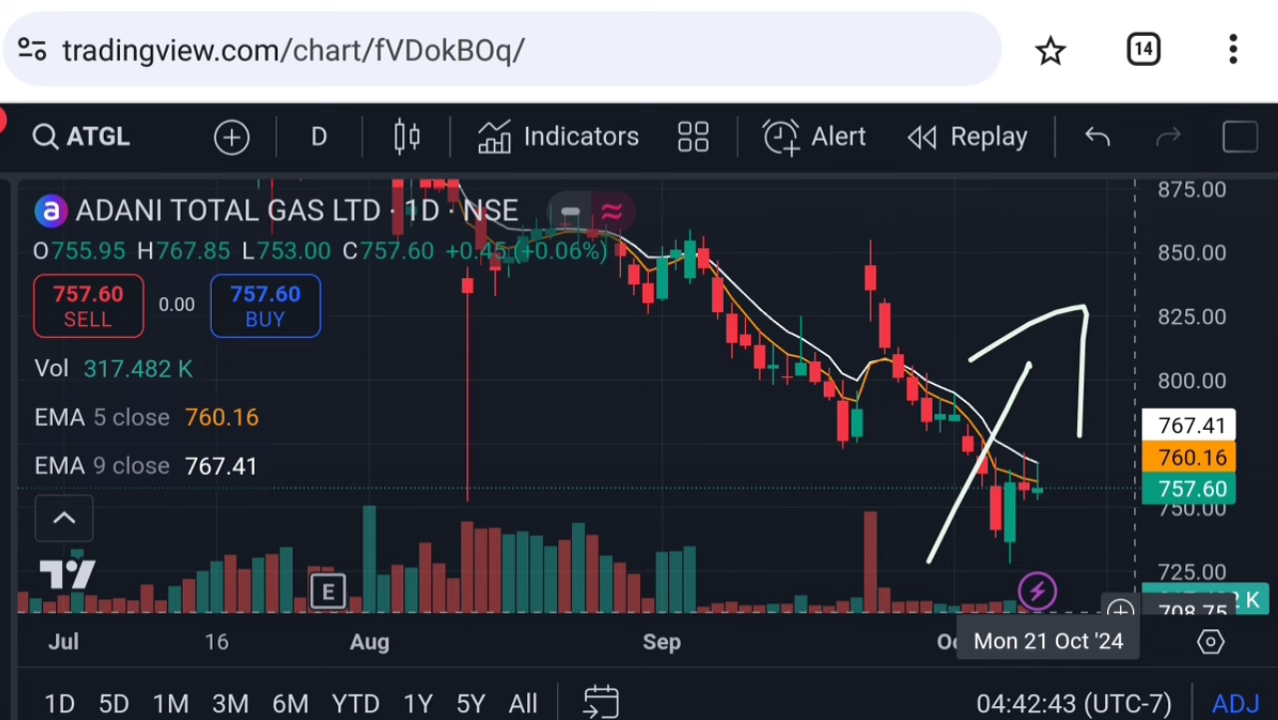 tradingview.com/chart/fVDokBOq/ 14
ATGL D Indicators Alert Replay
ADANI TOTAL GAS LTD · 1D · NSE
O755.95 H767.85 L753.00 C757.60 +0.45 (+0.06%)
757.60 SELL 0.00 757.60 BUY
Vol 317.482 K
EMA 5 close 760.16
EMA 9 close 767.41
875.00
850.00
825.00
800.00
767.41
760.16
757.60
750.00
725.00
K
708.75
E
Jul 16 Aug Sep Mon 21 Oct '24
1D 5D 1M 3M 6M YTD 1Y 5Y All 04:42:43 (UTC-7) ADJ